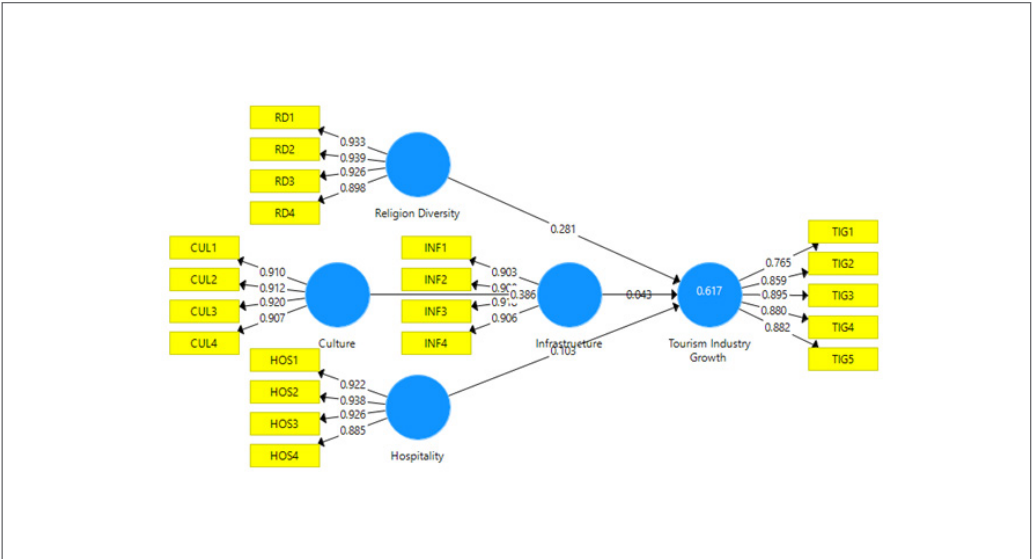 RD1
0.933
RD2
0.939
RD3
0.926
RD4
0.898
Religion Diversity
0.281
CUL1
0.910
CUL2
0.912
CUL3
0.920
CUL4
0.907
Culture
INF1
0.903
INF2
INF3
INF4
0.906
0.386
Infrastructure
0.043
HOS1
0.922
HOS2
0.938
HOS3
0.926
HOS4
0.885
Hospitality
0.103
0.617
Tourism Industry
Growth
TIG1
0.765
TIG2
0.859
TIG3
0.895
TIG4
0.880
TIG5
0.882